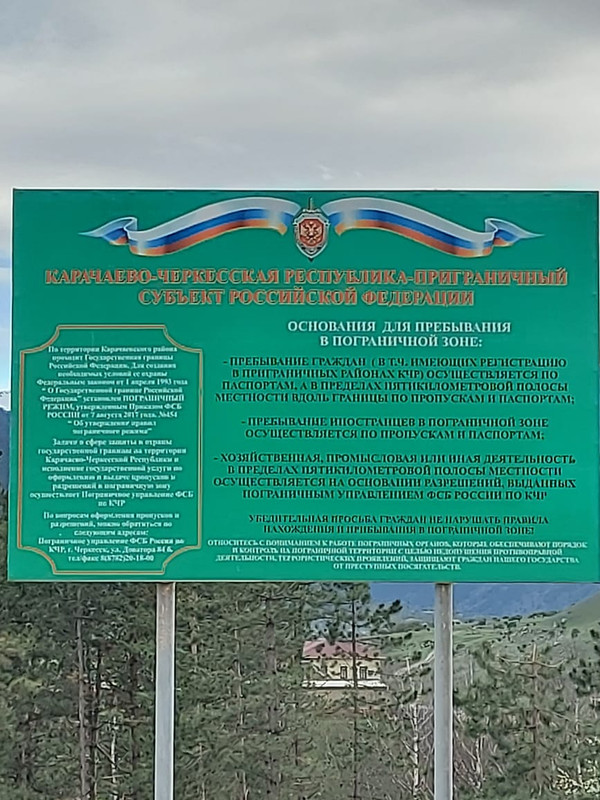 КАРАЧАЕВО-ЧЕРКЕССКАЯ РЕСПУБЛИКА-ПРИГРАНИЧНЫЙ
СУБЪЕКТ РОССИЙСКОЙ ФЕДЕРАЦИИ
По территории Карачаевского района
проходит Государственная граница
Российской Федерации. Для создания
необходимых условий ее охраны
Федеральным законом от 1 апреля 1993 года
" О Государственной границе Российской
Федерации" установлен ПОГРАНИЧНЫЙ
РЕЖИМ, утвержденным Приказом ФСБ
РОССИИ от 7 августа 2017 года, №454
" Об утверждении правил
пограничного режима"
Задачи в сфере защиты и охраны
государственной границы на территории
Карачаево-Черкесской Республики и
исполнение государственной услуги по
оформлению и выдаче пропусков и
разрешений в пограничную зону
осуществляет Пограничное управление ФСБ
по КЧР
По вопросам оформления пропусков и
разрешений, можно обратиться по
следующим адресам:
Пограничное управление ФСБ Россия по
КЧР, г. Черкесск, ул. Доватора 84 б,
тел/факс 8(8782)20-18-00
ОСНОВАНИЯ ДЛЯ ПРЕБЫВАНИЯ
В ПОГРАНИЧНОЙ ЗОНЕ:
- ПРЕБЫВАНИЕ ГРАЖДАН ( В Т.Ч. ИМЕЮЩИХ РЕГИСТРАЦИЮ
В ПРИГРАНИЧНЫХ РАЙОНАХ КЧР) ОСУЩЕСТВЛЯЕТСЯ ПО
ПАСПОРТАМ, А В ПРЕДЕЛАХ ПЯТИКИЛОМЕТРОВОЙ ПОЛОСЫ
МЕСТНОСТИ ВДОЛЬ ГРАНИЦЫ ПО ПРОПУСКАМ И ПАСПОРТАМ;
- ПРЕБЫВАНИЕ ИНОСТРАНЦЕВ В ПОГРАНИЧНОЙ ЗОНЕ
ОСУЩЕСТВЛЯЕТСЯ ПО ПРОПУСКАМ И ПАСПОРТАМ;
- ХОЗЯЙСТВЕННАЯ, ПРОМЫСЛОВАЯ ИЛИ ИНАЯ ДЕЯТЕЛЬНОСТЬ
В ПРЕДЕЛАХ ПЯТИКИЛОМЕТРОВОЙ ПОЛОСЫ МЕСТНОСТИ
ОСУЩЕСТВЛЯЕТСЯ НА ОСНОВАНИИ РАЗРЕШЕНИЙ, ВЫДАННЫХ
ПОГРАНИЧНЫМ УПРАВЛЕНИЕМ ФСБ РОССИИ ПО КЧР
УБЕДИТЕЛЬНАЯ ПРОСЬБА ГРАЖДАН НЕ НАРУШАТЬ ПРАВИЛА
НАХОЖДЕНИЯ И ПРИБЫВАНИЯ В ПОГРАНИЧНОЙ ЗОНЕ!
ОТНОСИТЕСЬ С ПОНИМАНИЕМ К РАБОТЕ ПОГРАНИЧНЫХ ОРГАНОВ, КОТОРЫЕ ОБЕСПЕЧИВАЮТ ПОРЯДОК
И КОНТРОЛЬ НА ПОГРАНИЧНОЙ ТЕРРИТОРИИ С ЦЕЛЬЮ НЕДОПУЩЕНИЯ ПРОТИВОПРАВНОЙ
ДЕЯТЕЛЬНОСТИ, ТЕРРОРИСТИЧЕСКИХ ПРОЯВЛЕНИЙ, ЗАЩИЩАЮТ ГРАЖДАН НАШЕГО ГОСУДАРСТВА
ОТ ПРЕСТУПНЫХ ПОСЯГАТЕЛЬСТВ.